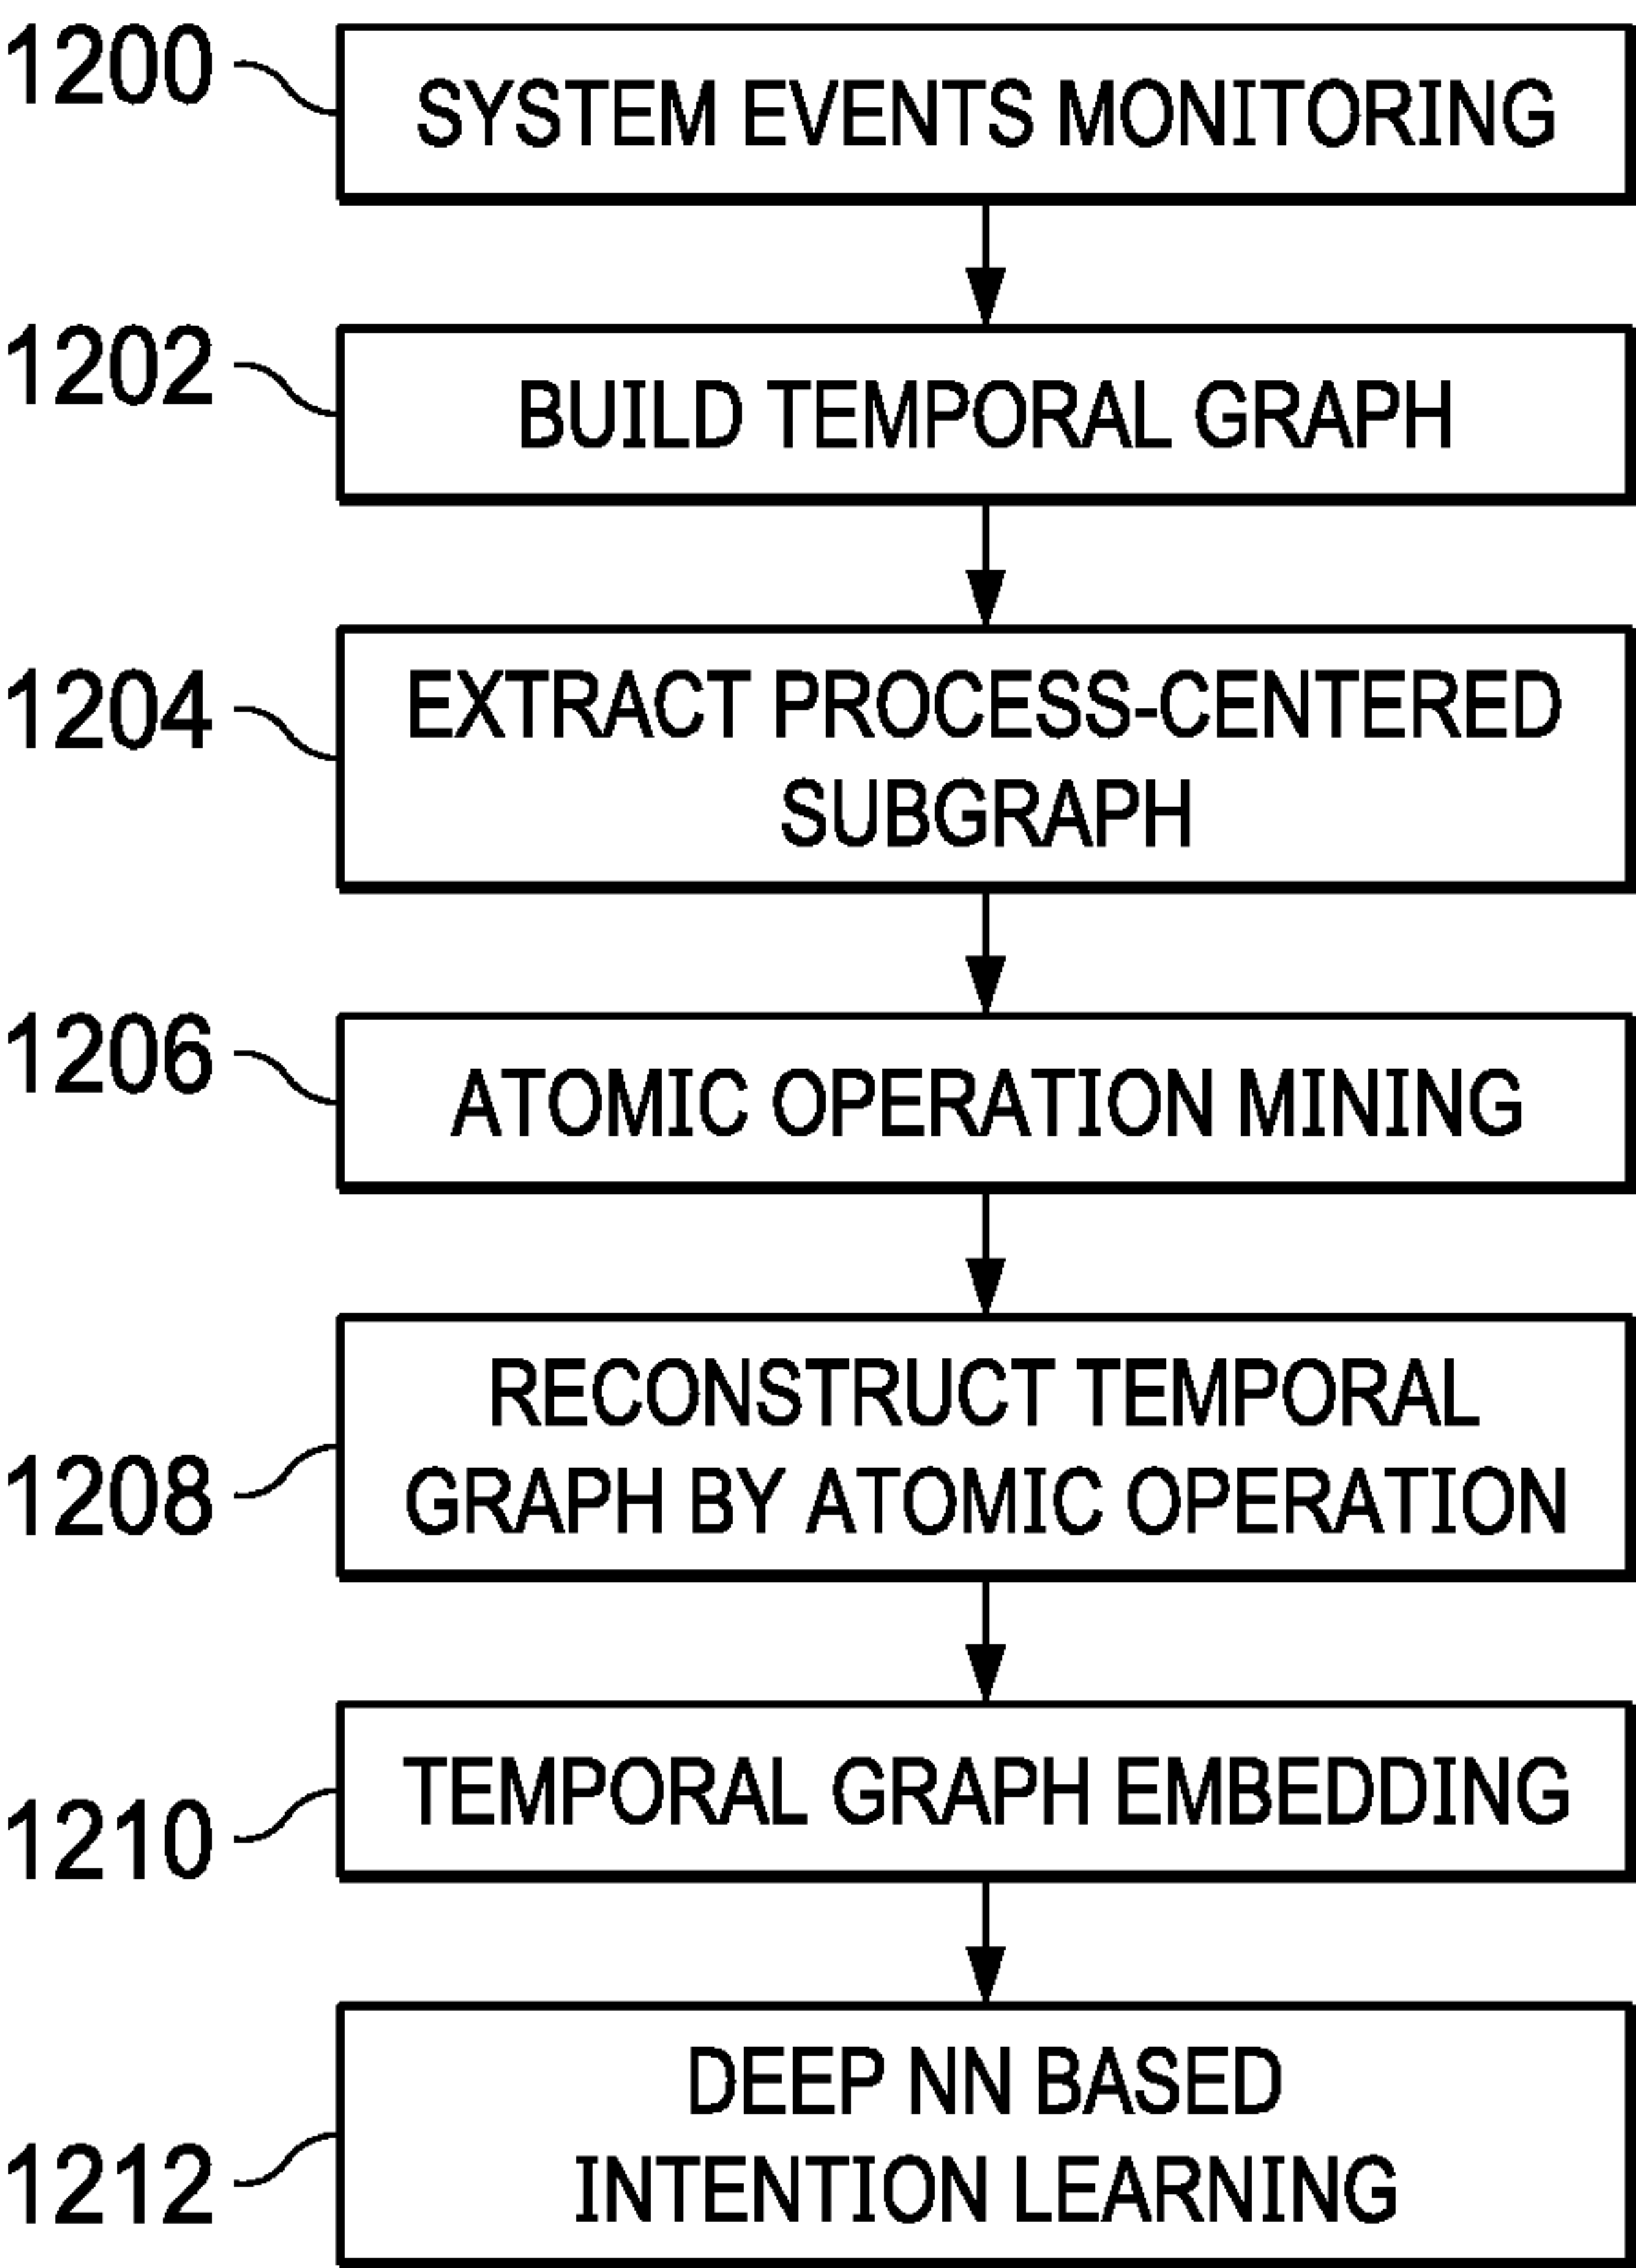 1200
SYSTEM EVENTS MONITORING
1202
BUILD TEMPORAL GRAPH
1204
EXTRACT PROCESS-CENTERED
SUBGRAPH
1206
ATOMIC OPERATION MINING
1208
RECONSTRUCT TEMPORAL
GRAPH BY ATOMIC OPERATION
1210
TEMPORAL GRAPH EMBEDDING
1212
DEEP NN BASED
INTENTION LEARNING